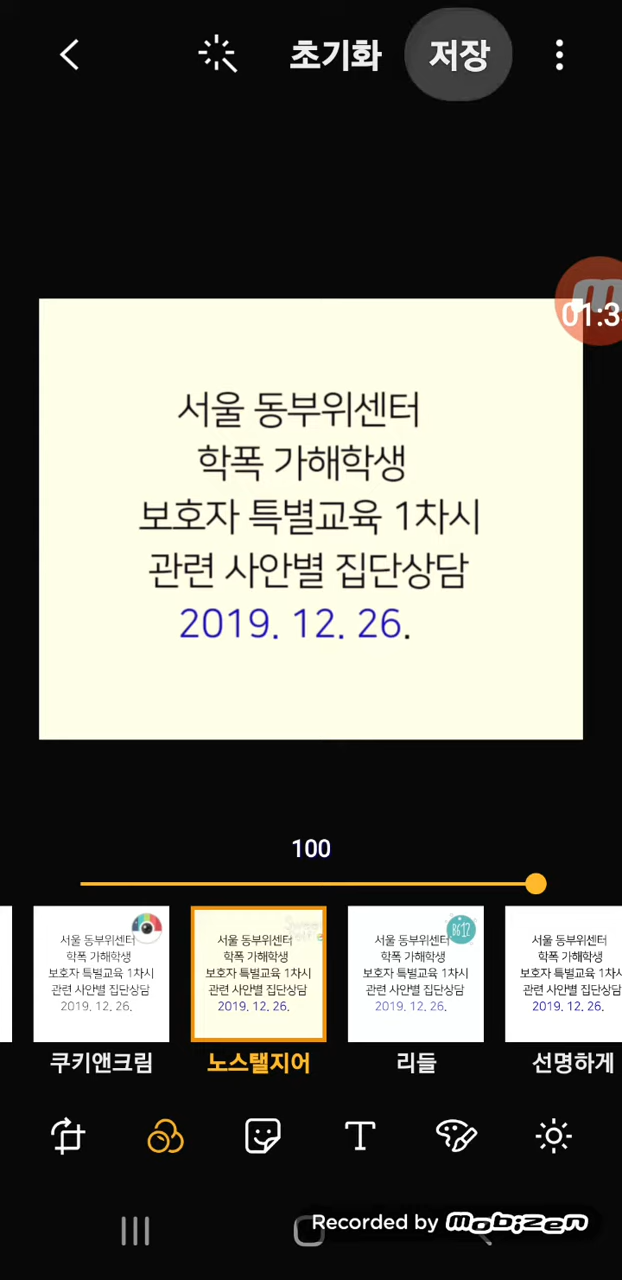 초기화 저장
01:3
서울 동부위센터
학폭 가해학생
보호자 특별교육 1차시
관련 사안별 집단상담
2019. 12. 26.
100
서울 동부위센터
학폭 가해학생
보호자 특별교육 1차시
관련 사안별 집단상담
2019. 12. 26.
쿠키앤크림
서울 동부위센터
학폭 가해학생
보호자 특별교육 1차시
관련 사안별 집단상담
2019. 12. 26.
노스탤지어
B612
서울 동부위센터
학폭 가해학생
보호자 특별교육 1차시
관련 사안별 집단상담
2019. 12. 26.
리들
서울 동부위센터
학폭 가해학생
보호자 특별교육 1차시
관련 사안별 집단상담
2019. 12. 26.
선명하게
T
Recorded by mobizen